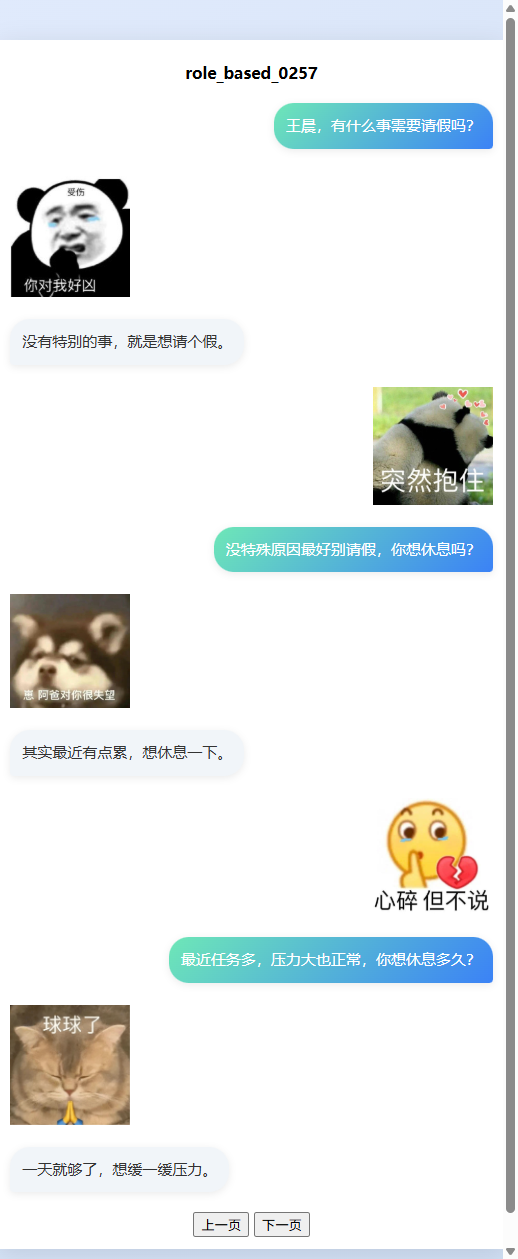 role_based_0257
王晨，有什么事需要请假吗？
受伤
你对我好凶
没有特别的事，就是想请个假。
突然抱住
没特殊原因最好别请假，你想休息吗？
崽 阿爸对你很失望
其实最近有点累，想休息一下。
心碎 但不说
最近任务多，压力大也正常，你想休息多久？
球球了
一天就够了，想缓一缓压力。
上一页 下一页